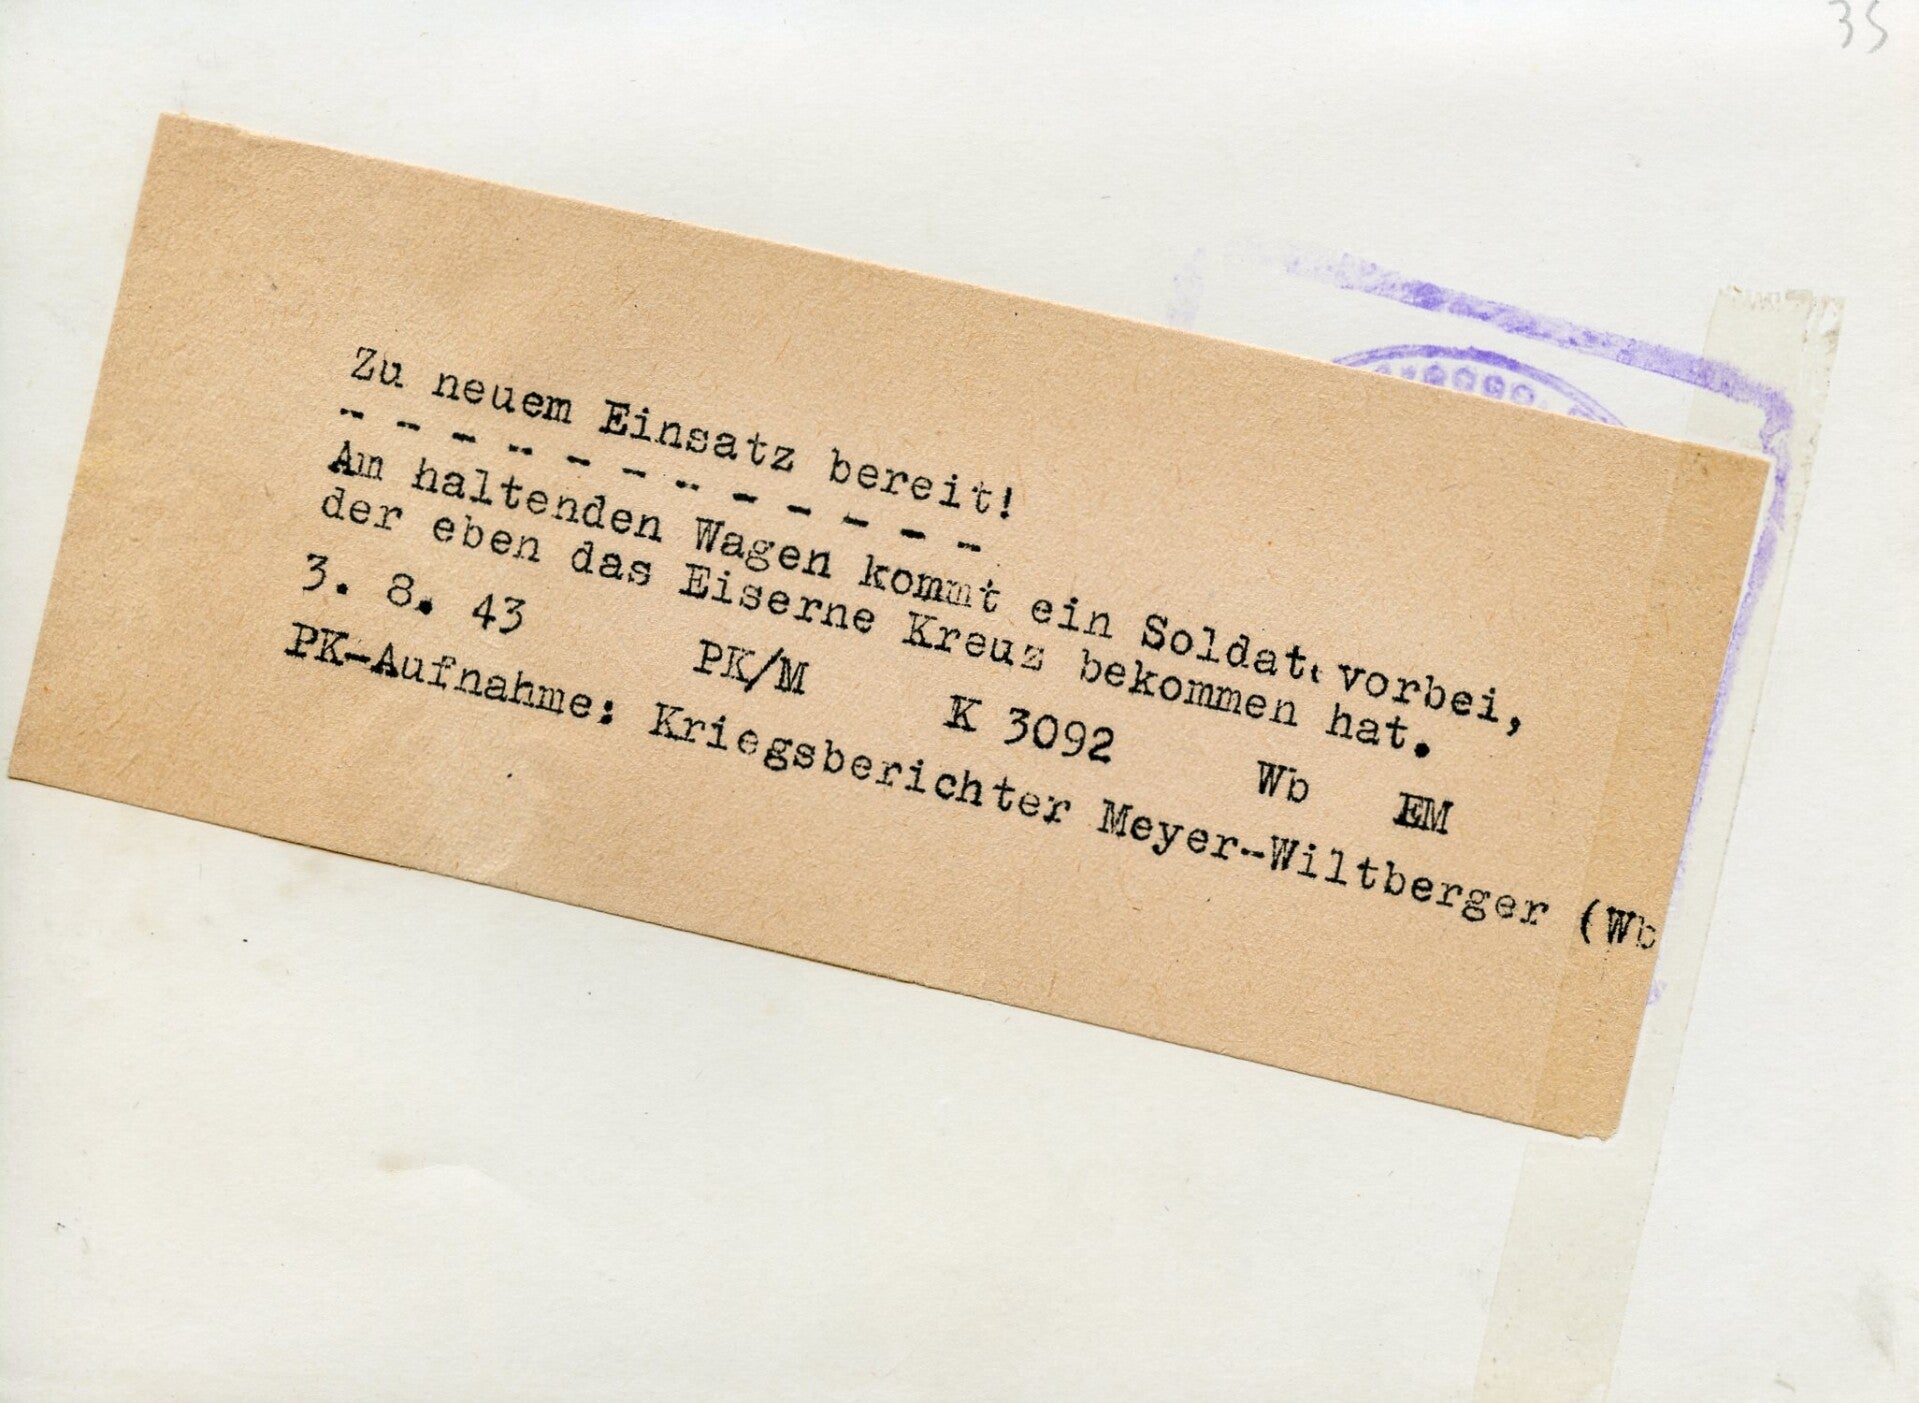 35
Zu neuem Einsatz bereit!
- - - - - - - - - - - -
Am haltenden Wagen kommt ein Soldat vorbei,
der eben das Eiserne Kreuz bekommen hat.
3. 8. 43 PK/M K 3092 Wb EM
PK-Aufnahme: Kriegsberichter Meyer-Wiltberger (Wb